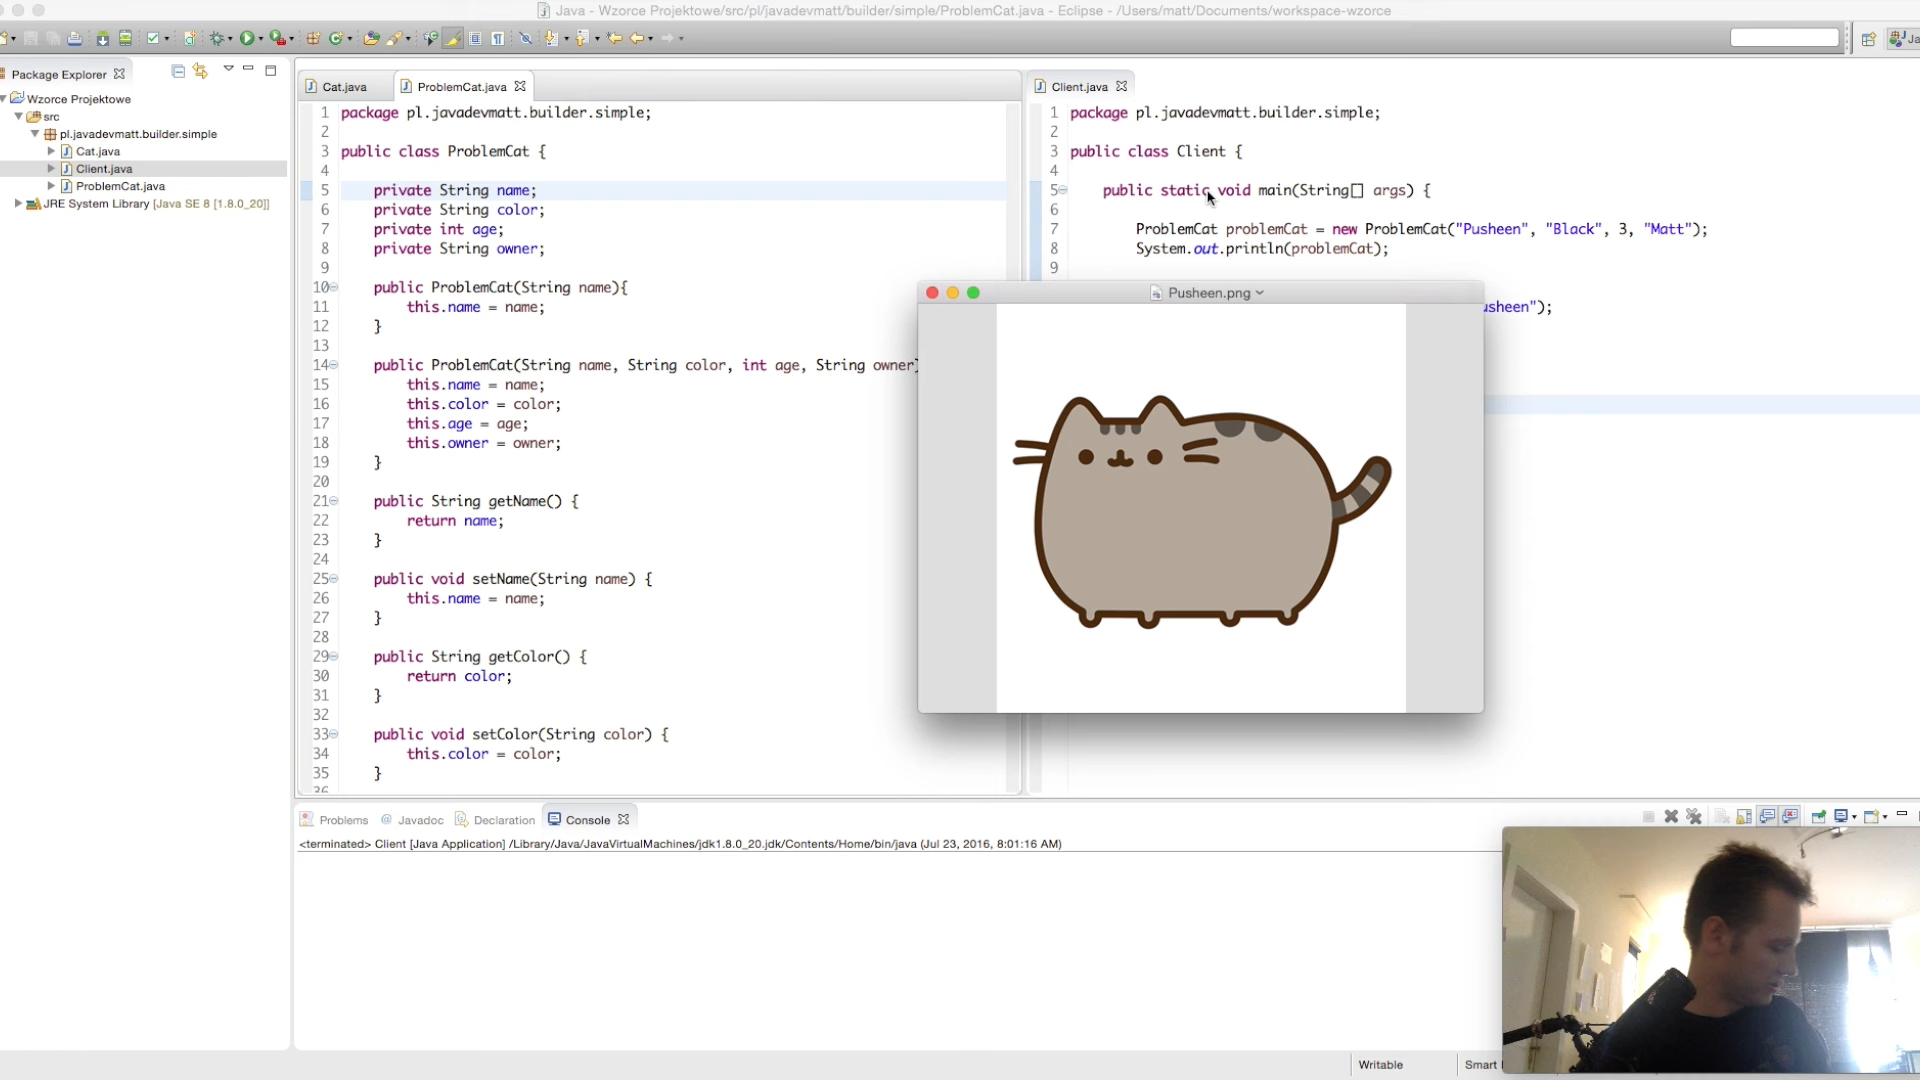 Java - Wzorce Projektowe/src/pl/javadevmatt/builder/simple/ProblemCat.java - Eclipse - /Users/matt/Documents/workspace-wzorce
Package Explorer
Wzorce Projektowe
src
pl.javadevmatt.builder.simple
Cat.java
Client.java
ProblemCat.java
JRE System Library [Java SE 8 [1.8.0_20]]
Cat.java
ProblemCat.java
1 package pl.javadevmatt.builder.simple;
2
3 public class ProblemCat {
4
5 private String name;
6 private String color;
7 private int age;
8 private String owner;
9
10 public ProblemCat(String name){
11 this.name = name;
12 }
13
14 public ProblemCat(String name, String color, int age, String owner)
15 this.name = name;
16 this.color = color;
17 this.age = age;
18 this.owner = owner;
19 }
20
21 public String getName() {
22 return name;
23 }
24
25 public void setName(String name) {
26 this.name = name;
27 }
28
29 public String getColor() {
30 return color;
31 }
32
33 public void setColor(String color) {
34 this.color = color;
35 }
36
Client.java
1 package pl.javadevmatt.builder.simple;
2
3 public class Client {
4
5 public static void main(String[] args) {
6
7 ProblemCat problemCat = new ProblemCat("Pusheen", "Black", 3, "Matt");
8 System.out.println(problemCat);
9
usheen");
Pusheen.png
Problems
Javadoc
Declaration
Console
<terminated> Client [Java Application] /Library/Java/JavaVirtualMachines/jdk1.8.0_20.jdk/Contents/Home/bin/java (Jul 23, 2016, 8:01:16 AM)
Writable
Smart